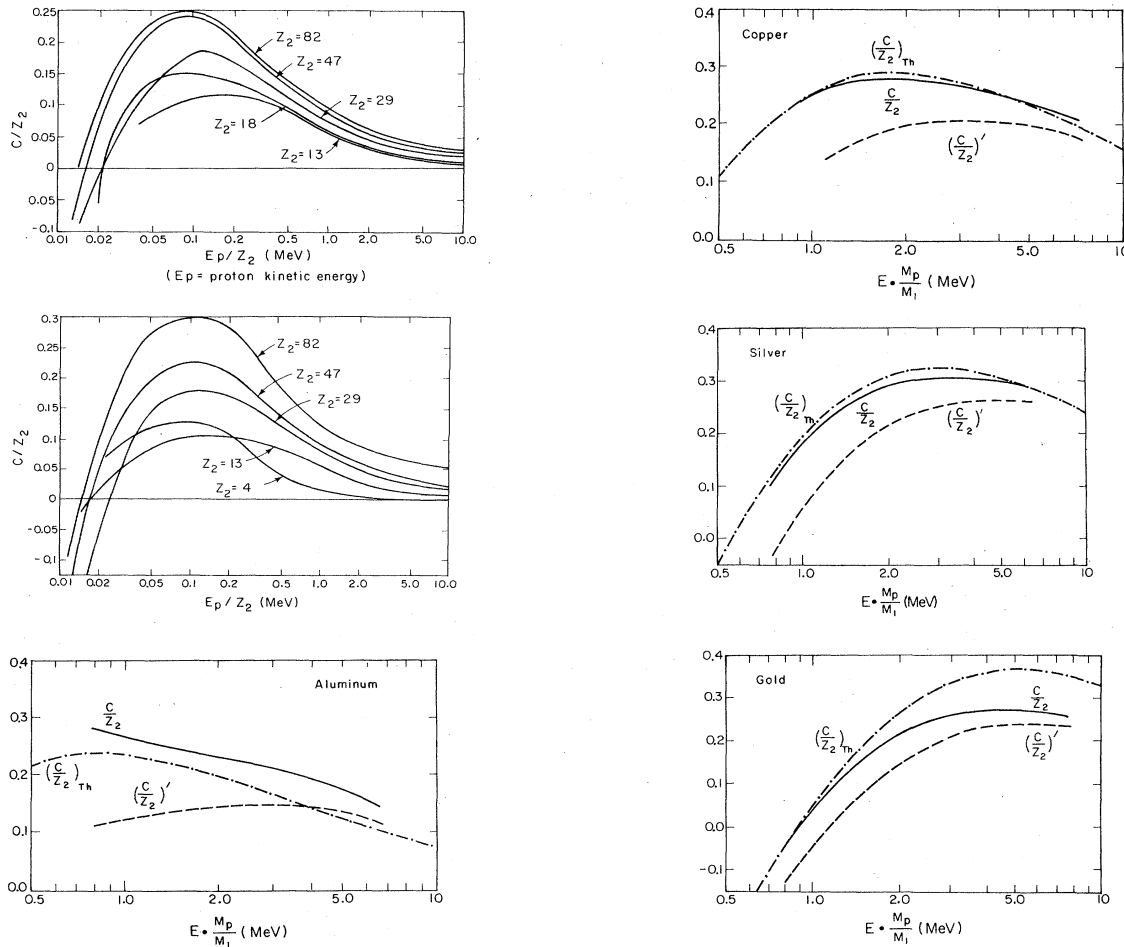 0.25
0.20
0.15
0.10
0.05
0
0.05
-0.1
C/Z₂
Z₂=82
Z₂=47
Z₂=29
Z₂=18
Z₂=13
0.01 0.02 0.05 0.1 0.2 0.5 1.0 2.0 5.0 10.0
Ep/Z₂ (MeV)
(Ep = proton kinetic energy)
0.3
0.25
0.2
0.15
0.1
0.05
0
-0.05
-0.1
C/Z₂
Z₂=82
Z₂=47
Z₂=29
Z₂=13
Z₂=4
0.01 0.02 0.05 0.1 0.2 0.5 1.0 2.0 5.0 10.0
Ep/Z₂ (MeV)
0.4
0.3
0.2
0.1
0.0
Aluminum
C/Z₂
(C/Z₂)Th
(C/Z₂)'
0.5 1.0 2.0 5.0 10
E • Mp/M₁ (MeV)
0.4
0.3
0.2
0.1
0.0
Copper
(C/Z₂)Th
C/Z₂
(C/Z₂)'
0.5 1.0 2.0 5.0 10
E • Mp/M₁ (MeV)
0.4
0.3
0.2
0.1
0.0
Silver
(C/Z₂)Th
C/Z₂
(C/Z₂)'
0.5 1.0 2.0 5.0 10
E • Mp/M₁ (MeV)
0.4
0.3
0.2
0.1
0.0
-0.1
Gold
C/Z₂
(C/Z₂)Th
(C/Z₂)'
0.5 1.0 2.0 5.0 10
E • Mp/M₁ (MeV)